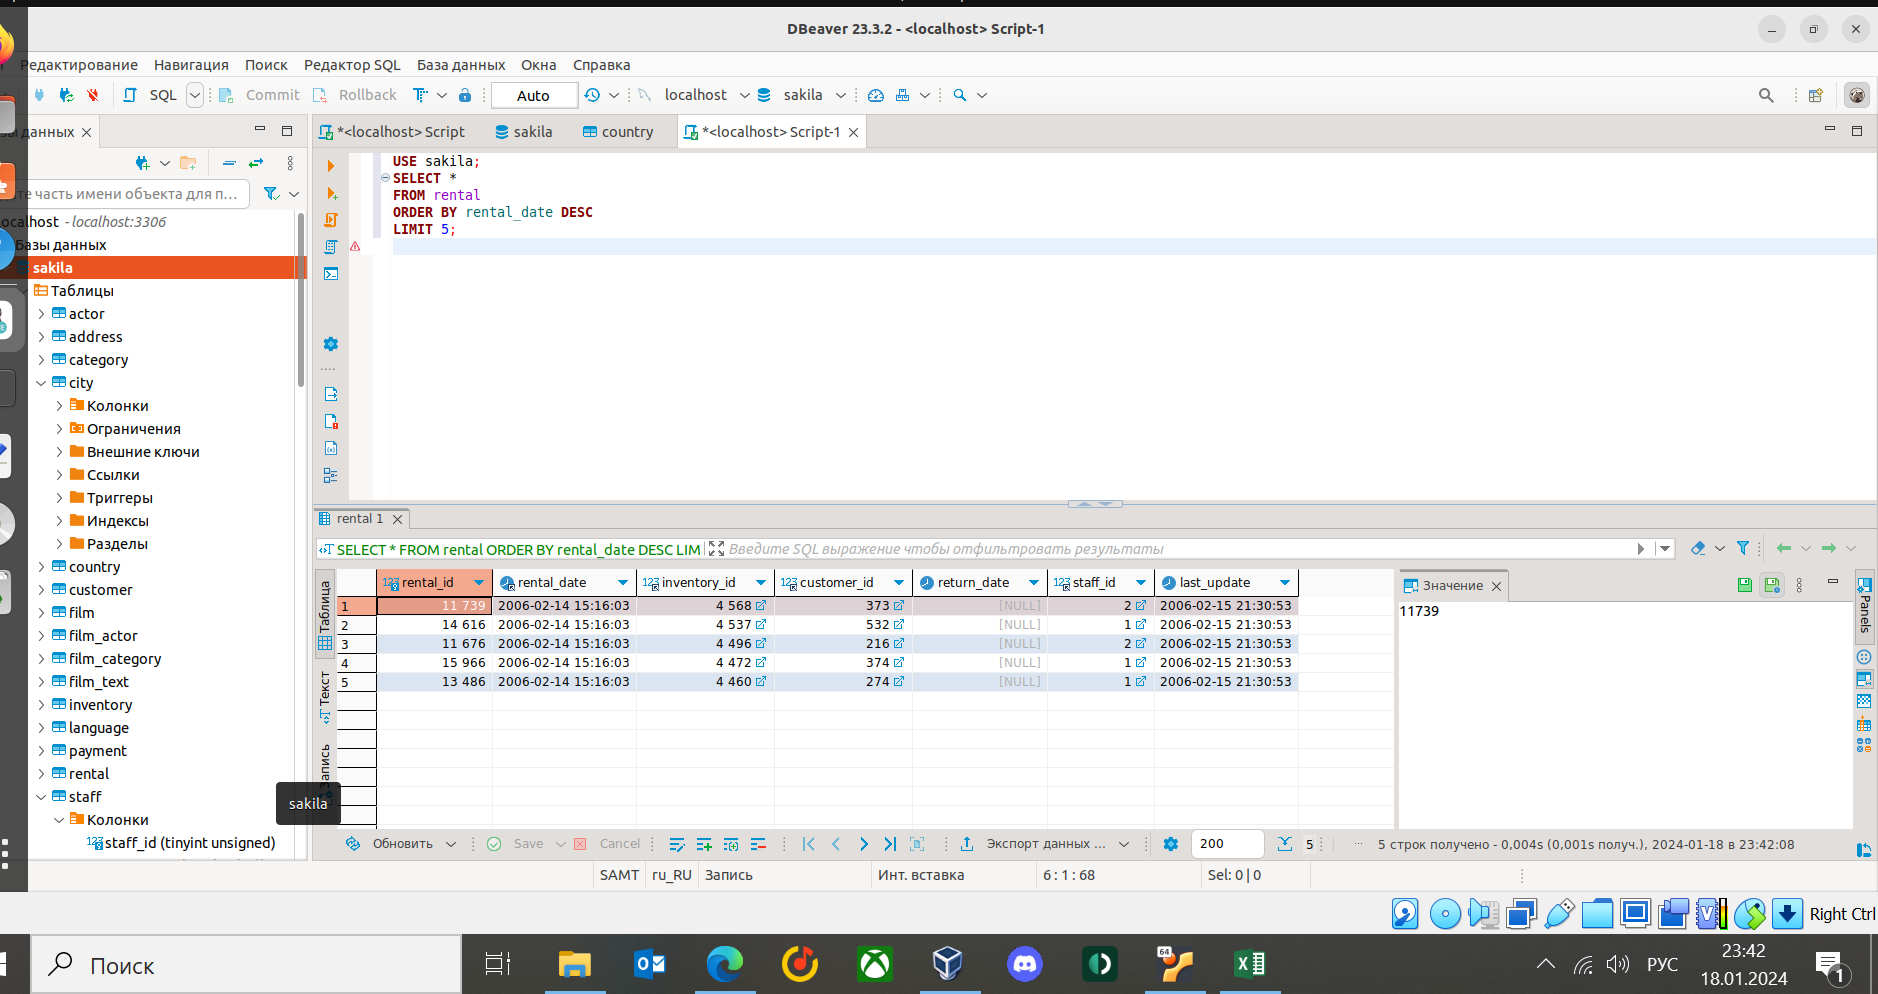 DBeaver 23.3.2 - <localhost> Script-1
Редактирование Навигация Поиск Редактор SQL База данных Окна Справка
SQL Commit Rollback Auto localhost sakila
данных
*<localhost> Script sakila country *<localhost> Script-1
те часть имени объекта для п...
ocalhost - localhost:3306
Базы данных
sakila
Таблицы
actor
address
category
city
Колонки
Ограничения
Внешние ключи
Ссылки
Триггеры
Индексы
Разделы
country
customer
film
film_actor
film_category
film_text
inventory
language
payment
rental
staff
Колонки
staff_id (tinyint unsigned)
sakila
USE sakila;
SELECT *
FROM rental
ORDER BY rental_date DESC
LIMIT 5;
rental 1
SELECT * FROM rental ORDER BY rental_date DESC LIM Введите SQL выражение чтобы отфильтровать результаты
Таблица
Текст
Запись
rental_id rental_date inventory_id customer_id return_date staff_id last_update
1 11 739 2006-02-14 15:16:03 4 568 373 [NULL] 2 2006-02-15 21:30:53
2 14 616 2006-02-14 15:16:03 4 537 532 [NULL] 1 2006-02-15 21:30:53
3 11 676 2006-02-14 15:16:03 4 496 216 [NULL] 2 2006-02-15 21:30:53
4 15 966 2006-02-14 15:16:03 4 472 374 [NULL] 1 2006-02-15 21:30:53
5 13 486 2006-02-14 15:16:03 4 460 274 [NULL] 1 2006-02-15 21:30:53
Значение
11739
Panels
Обновить Save Cancel Экспорт данных ... 200 5 ... 5 строк получено - 0,004s (0,001s получ.), 2024-01-18 в 23:42:08
SAMT ru_RU Запись Инт. вставка 6 : 1 : 68 Sel: 0 | 0
Right Ctrl
Поиск
РУС
23:42
18.01.2024
1